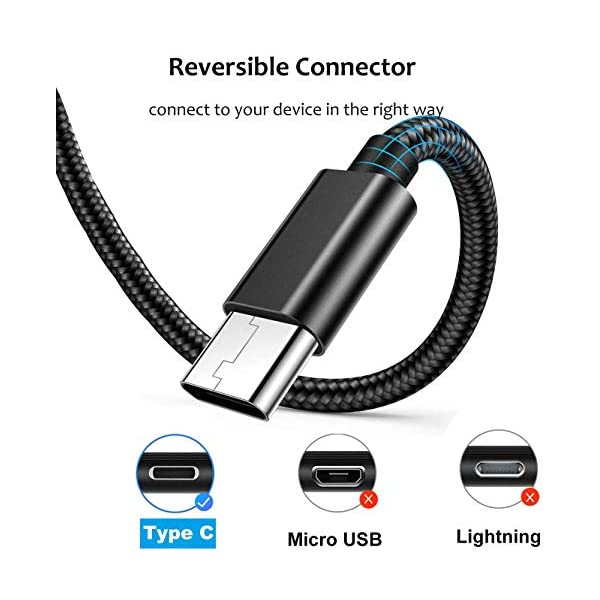 Reversible Connector
connect to your device in the right way
Type C
Micro USB
Lightning